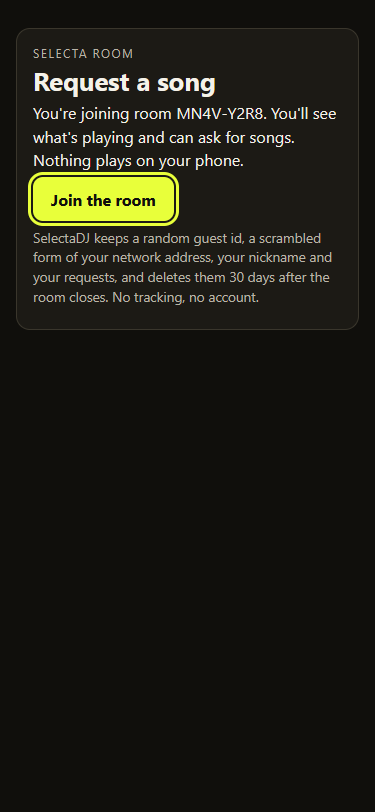 SELECTA ROOM
Request a song
You're joining room MN4V-Y2R8. You'll see
what's playing and can ask for songs.
Nothing plays on your phone.
Join the room
SelectaDJ keeps a random guest id, a scrambled
form of your network address, your nickname and
your requests, and deletes them 30 days after the
room closes. No tracking, no account.